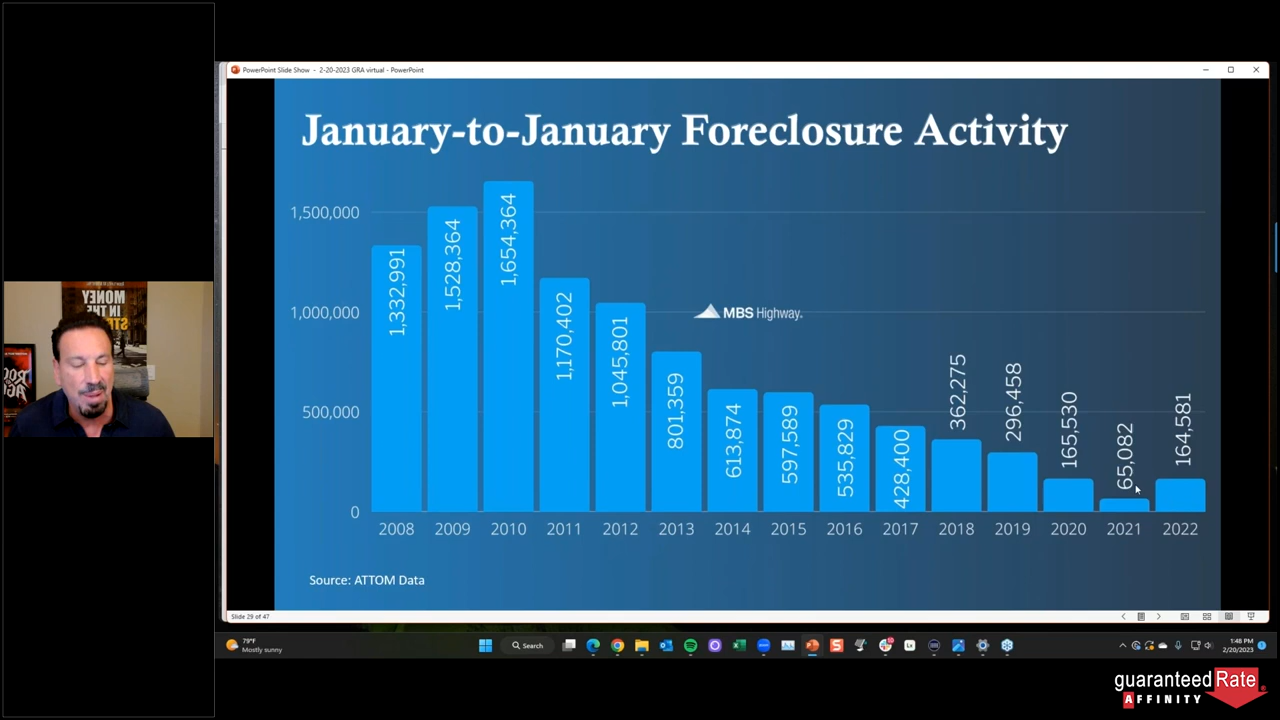 PowerPoint Slide Show - 2-20-2023 GRA virtual - PowerPoint
January-to-January Foreclosure Activity
1,500,000
1,000,000
500,000
0
1,332,991
1,528,364
1,654,364
1,170,402
1,045,801
801,359
613,874
597,589
535,829
428,400
362,275
296,458
165,530
65,082
164,581
MBS Highway.
2008 2009 2010 2011 2012 2013 2014 2015 2016 2017 2018 2019 2020 2021 2022
Source: ATTOM Data
Slide 29 of 47
MONEY
IN THE
79°F
Mostly sunny
Search
1:48 PM
2/20/2023
guaranteed Rate
AFFINITY